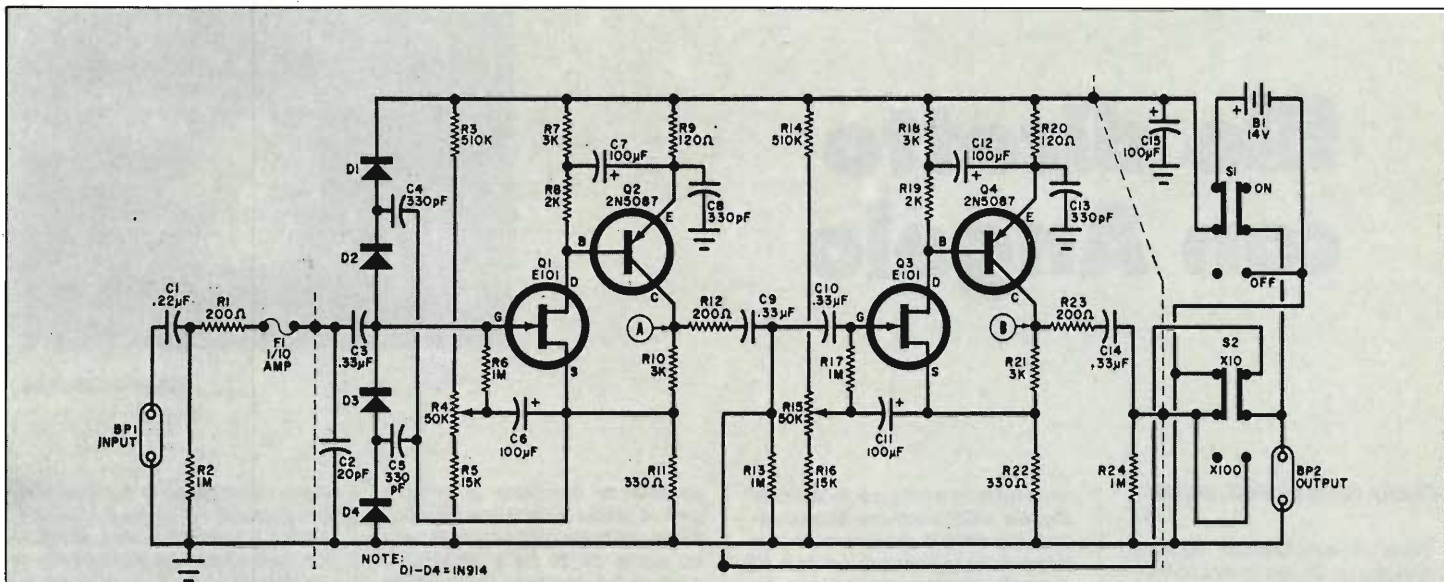 C1
.22µF
R1
200Ω
F1
1/10
AMP
BP1
INPUT
R2
1M
C2
20pF
C3
.33µF
D1
D2
D3
D4
C4
330pF
C5
330
pF
NOTE:
D1-D4=1N914
R3
510K
R4
50K
R5
15K
R6
1M
C6
100µF
R7
3K
R8
2K
C7
100µF
+
R9
120Ω
C8
330pF
Q1
E101
G
D
S
Q2
2N5087
B
E
C
A
R10
3K
R11
330Ω
R12
200Ω
C9
.33µF
R13
1M
C10
.33µF
R14
510K
R15
50K
R16
15K
R17
1M
C11
100µF
+
R18
3K
R19
2K
C12
100µF
+
R20
120Ω
C13
330pF
Q3
E101
G
D
S
Q4
2N5087
B
E
C
B
R21
3K
R22
330Ω
R23
200Ω
C14
.33µF
R24
1M
+
C15
100µF
+
B1
14V
S1
ON
OFF
S2
X10
X100
BP2
OUTPUT